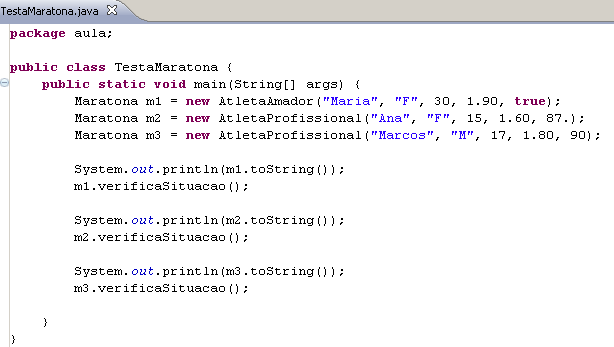 TestaMaratona.java
package aula;
public class TestaMaratona {
public static void main(String[] args) {
Maratona m1 = new AtletaAmador("Maria", "F", 30, 1.90, true);
Maratona m2 = new AtletaProfissional("Ana", "F", 15, 1.60, 87.);
Maratona m3 = new AtletaProfissional("Marcos", "M", 17, 1.80, 90);
System.out.println(m1.toString());
m1.verificaSituacao();
System.out.println(m2.toString());
m2.verificaSituacao();
System.out.println(m3.toString());
m3.verificaSituacao();
}
}